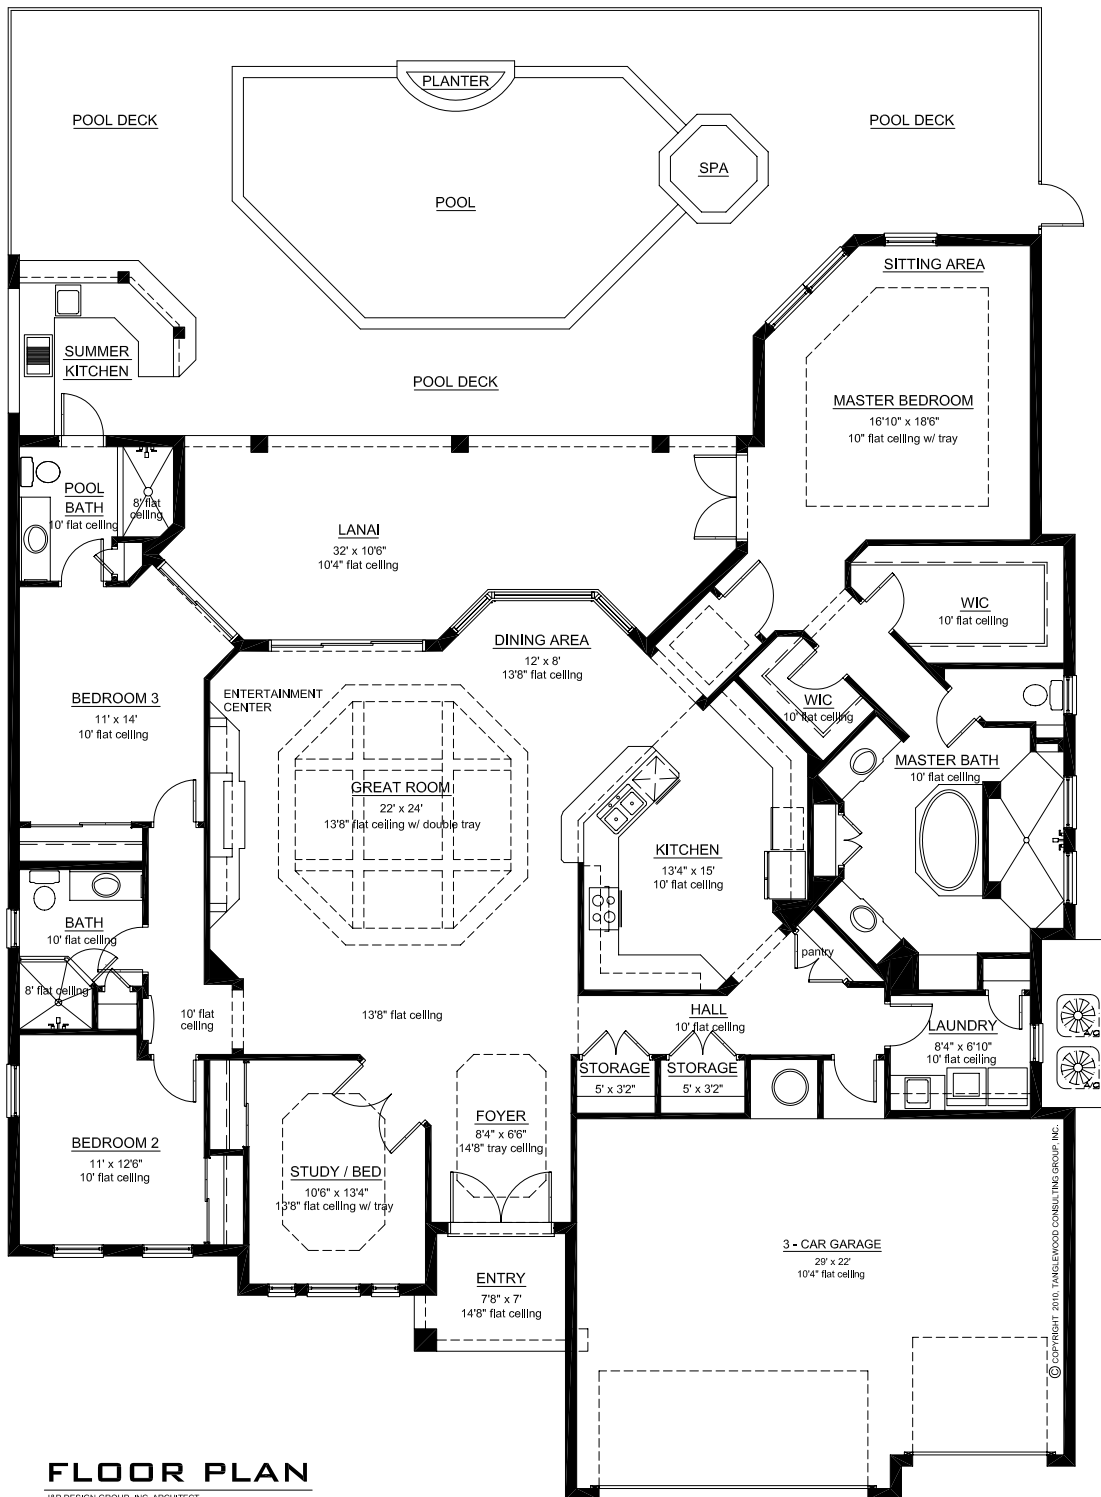 PLANTER
POOL DECK
POOL DECK
SPA
POOL
SITTING AREA
SUMMER
KITCHEN
POOL DECK
MASTER BEDROOM
16'10" x 18'6"
10" flat ceiling w/ tray
POOL
BATH
10' flat ceiling
8' flat
ceiling
LANAI
32' x 10'6"
10'4" flat ceiling
WIC
10' flat ceiling
DINING AREA
12' x 8'
13'8" flat ceiling
BEDROOM 3
11' x 14'
10' flat ceiling
ENTERTAINMENT
CENTER
WIC
10' flat ceiling
MASTER BATH
10' flat ceiling
GREAT ROOM
22' x 24'
13'8" flat ceiling w/ double tray
KITCHEN
13'4" x 15'
10' flat ceiling
BATH
10' flat ceiling
8' flat ceiling
pantry
10' flat
ceiling
13'8" flat ceiling
HALL
10' flat ceiling
LAUNDRY
8'4" x 6'10"
10' flat ceiling
A/C
A/C
STORAGE
5' x 3'2"
STORAGE
5' x 3'2"
FOYER
8'4" x 6'6"
14'8" tray ceiling
BEDROOM 2
11' x 12'6"
10' flat ceiling
STUDY / BED
10'6" x 13'4"
13'8" flat ceiling w/ tray
3 - CAR GARAGE
29' x 22'
10'4" flat ceiling
ENTRY
7'8" x 7'
14'8" flat ceiling
© COPYRIGHT 2010, TANGLEWOOD CONSULTING GROUP, INC.
FLOOR PLAN